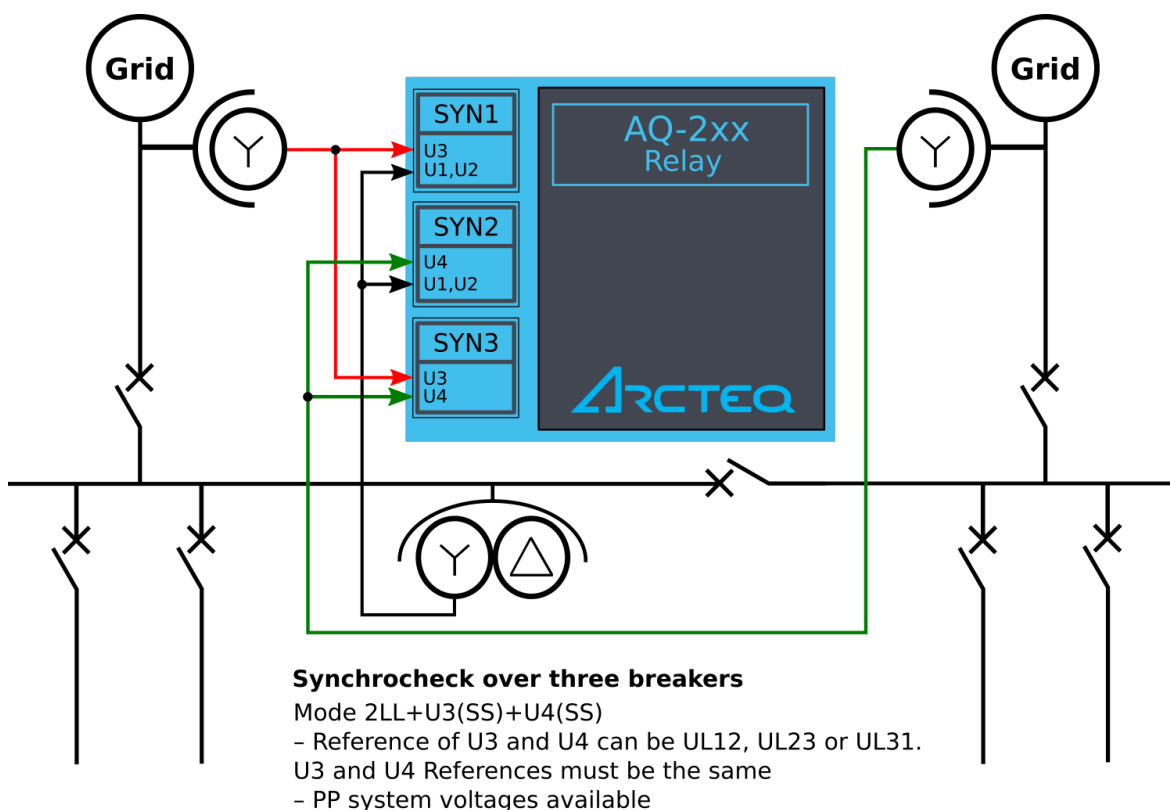 Grid
Grid
SYN1
U3
U1,U2
SYN2
U4
U1,U2
SYN3
U3
U4
AQ-2xx
Relay
ARCTEQ
Synchrocheck over three breakers
Mode 2LL+U3(SS)+U4(SS)
– Reference of U3 and U4 can be UL12, UL23 or UL31.
U3 and U4 References must be the same
– PP system voltages available